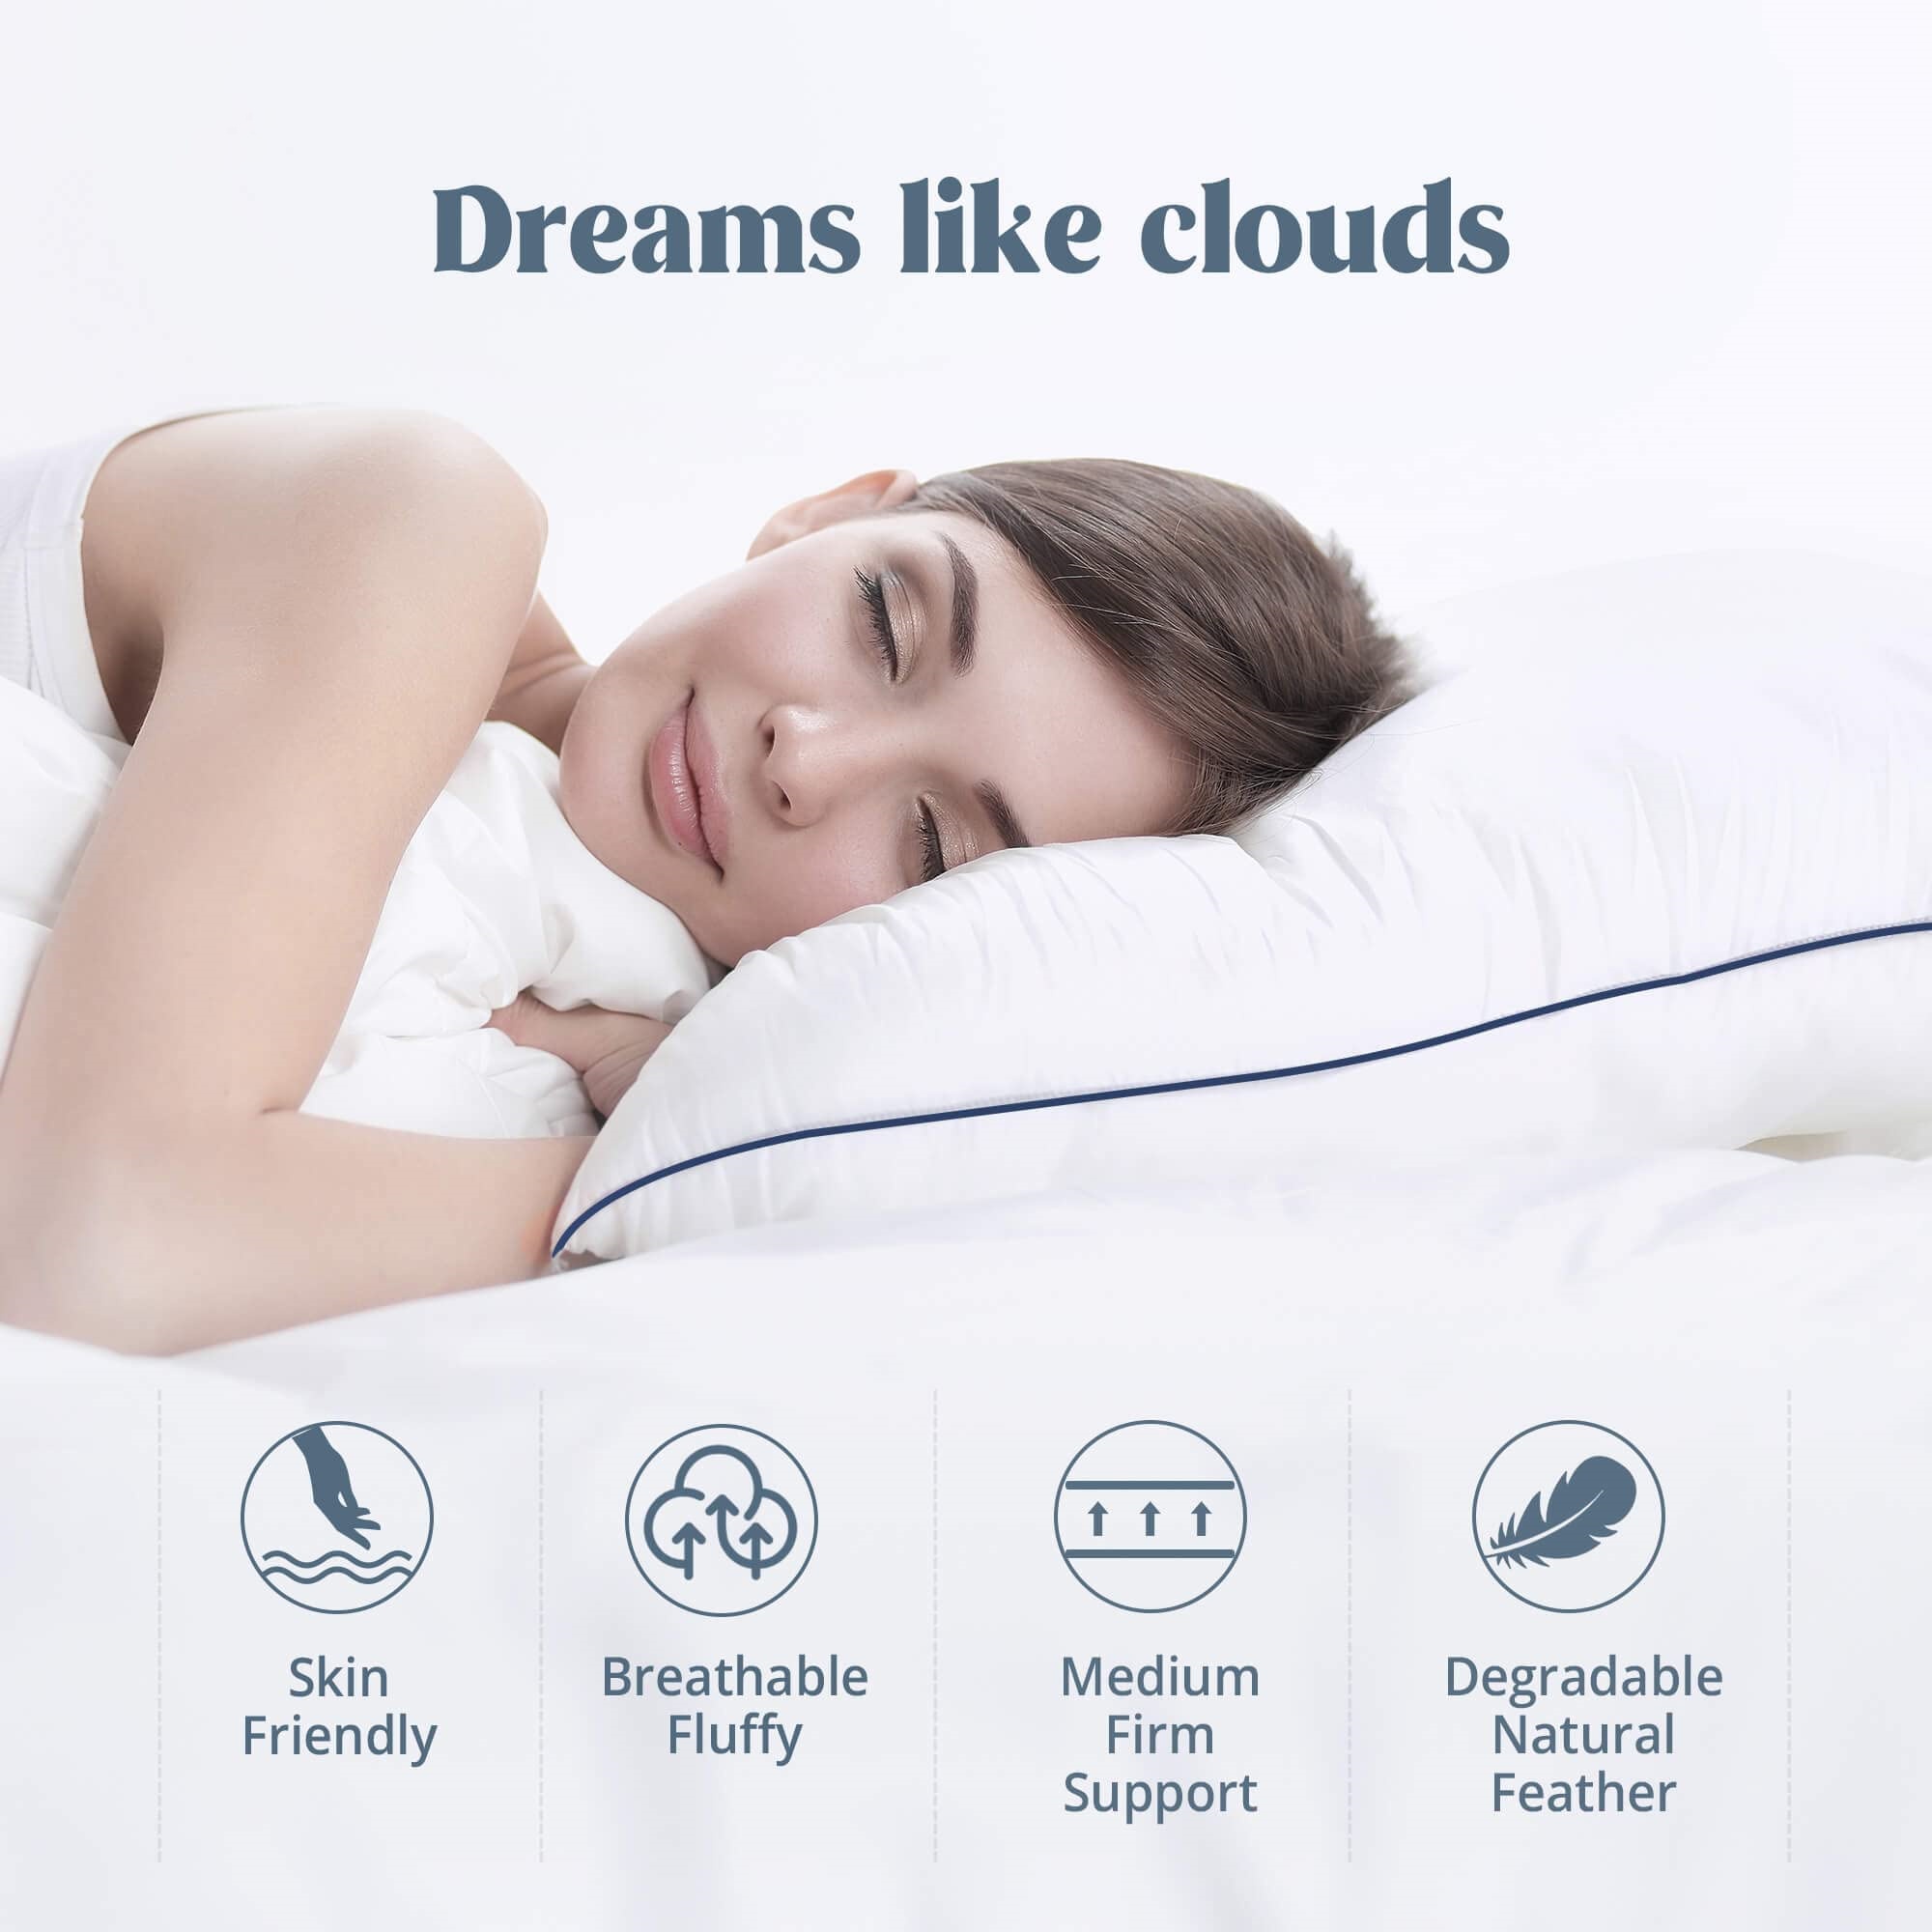 Dreams like clouds
Skin
Friendly
Breathable
Fluffy
Medium
Firm
Support
Degradable
Natural
Feather